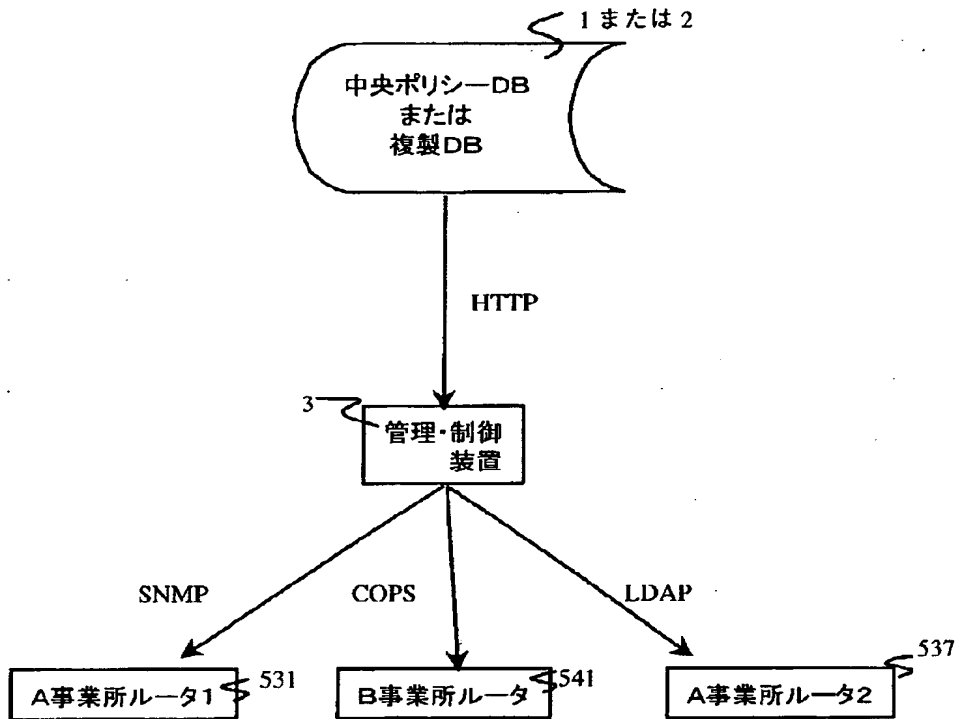 1 または 2
中央ポリシーDB
または
複製DB
HTTP
3
管理・制御
装置
SNMP
COPS
LDAP
A事業所ルータ1
531
B事業所ルータ
541
A事業所ルータ2
537